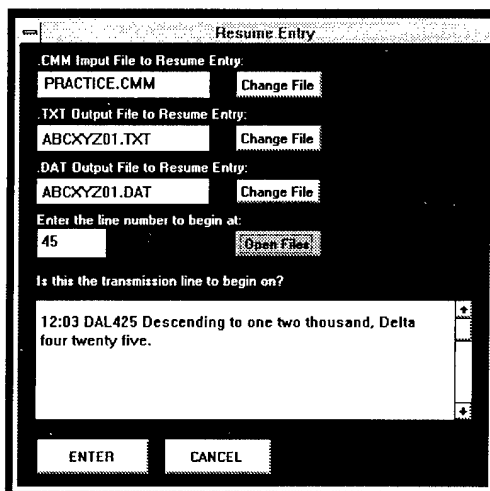 Resume Entry
.CMM Imput File to Resume Entry:
PRACTICE.CMM
Change File
.TXT Output File to Resume Entry:
ABCXYZ01.TXT
Change File
.DAT Output File to Resume Entry:
ABCXYZ01.DAT
Change File
Enter the line number to begin at:
45
Open Files
Is this the transmission line to begin on?
12:03 DAL425 Descending to one two thousand, Delta
four twenty five.
ENTER
CANCEL